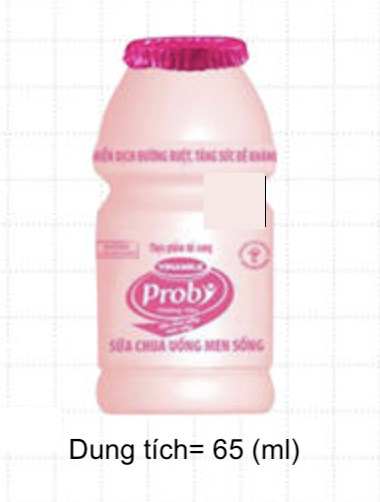 MIỄN DỊCH ĐƯỜNG RUỘT, TĂNG SỨC ĐỀ KHÁNG
Thực phẩm bổ sung
VINAMILK
Proby
SỮA CHUA UỐNG MEN SỐNG
Dung tích= 65 (ml)